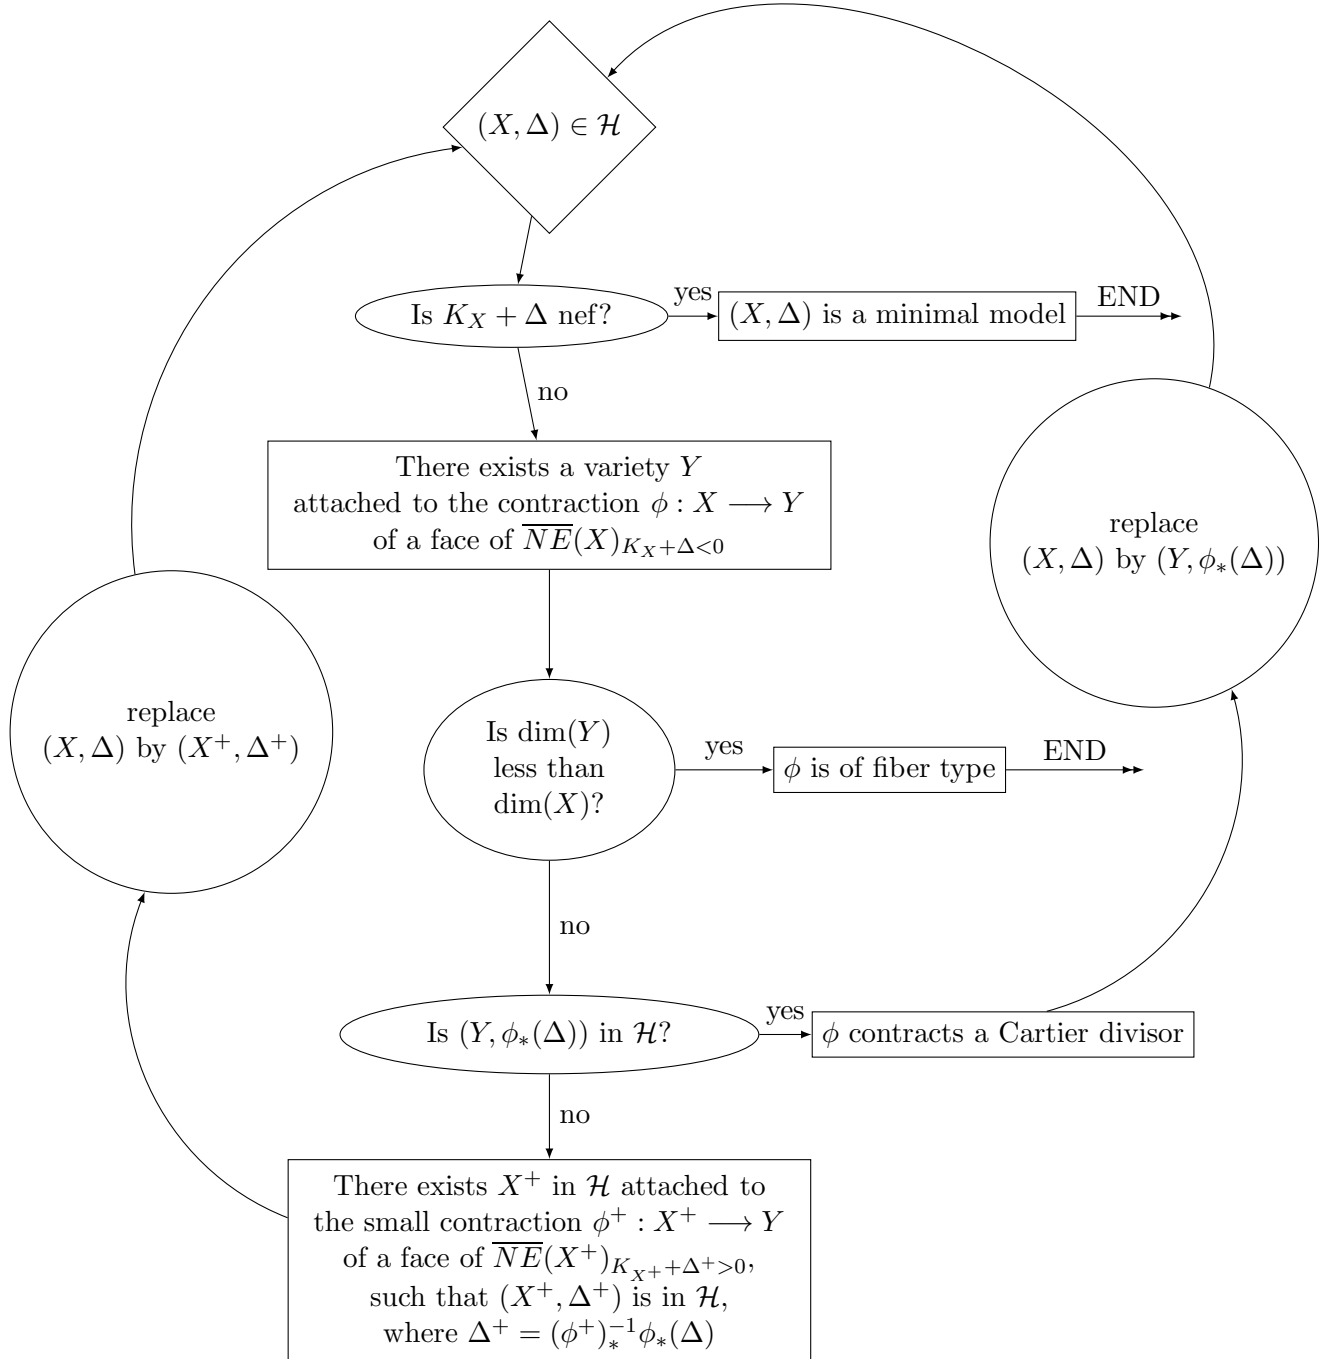 (X, Δ) ∈ ℋ
Is K_X + Δ nef?
yes
(X, Δ) is a minimal model
END
no
There exists a variety Y
attached to the contraction ϕ : X ⟶ Y
of a face of \overline{NE}(X)_{K_X+Δ<0}
replace
(X, Δ) by (Y, ϕ_*(Δ))
replace
(X, Δ) by (X^+, Δ^+)
Is dim(Y)
less than
dim(X)?
yes
ϕ is of fiber type
END
no
Is (Y, ϕ_*(Δ)) in ℋ?
yes
ϕ contracts a Cartier divisor
no
There exists X^+ in ℋ attached to
the small contraction ϕ^+ : X^+ ⟶ Y
of a face of \overline{NE}(X^+)_{K_{X^+}+Δ^+>0},
such that (X^+, Δ^+) is in ℋ,
where Δ^+ = (ϕ^+)_*^{-1}ϕ_*(Δ)